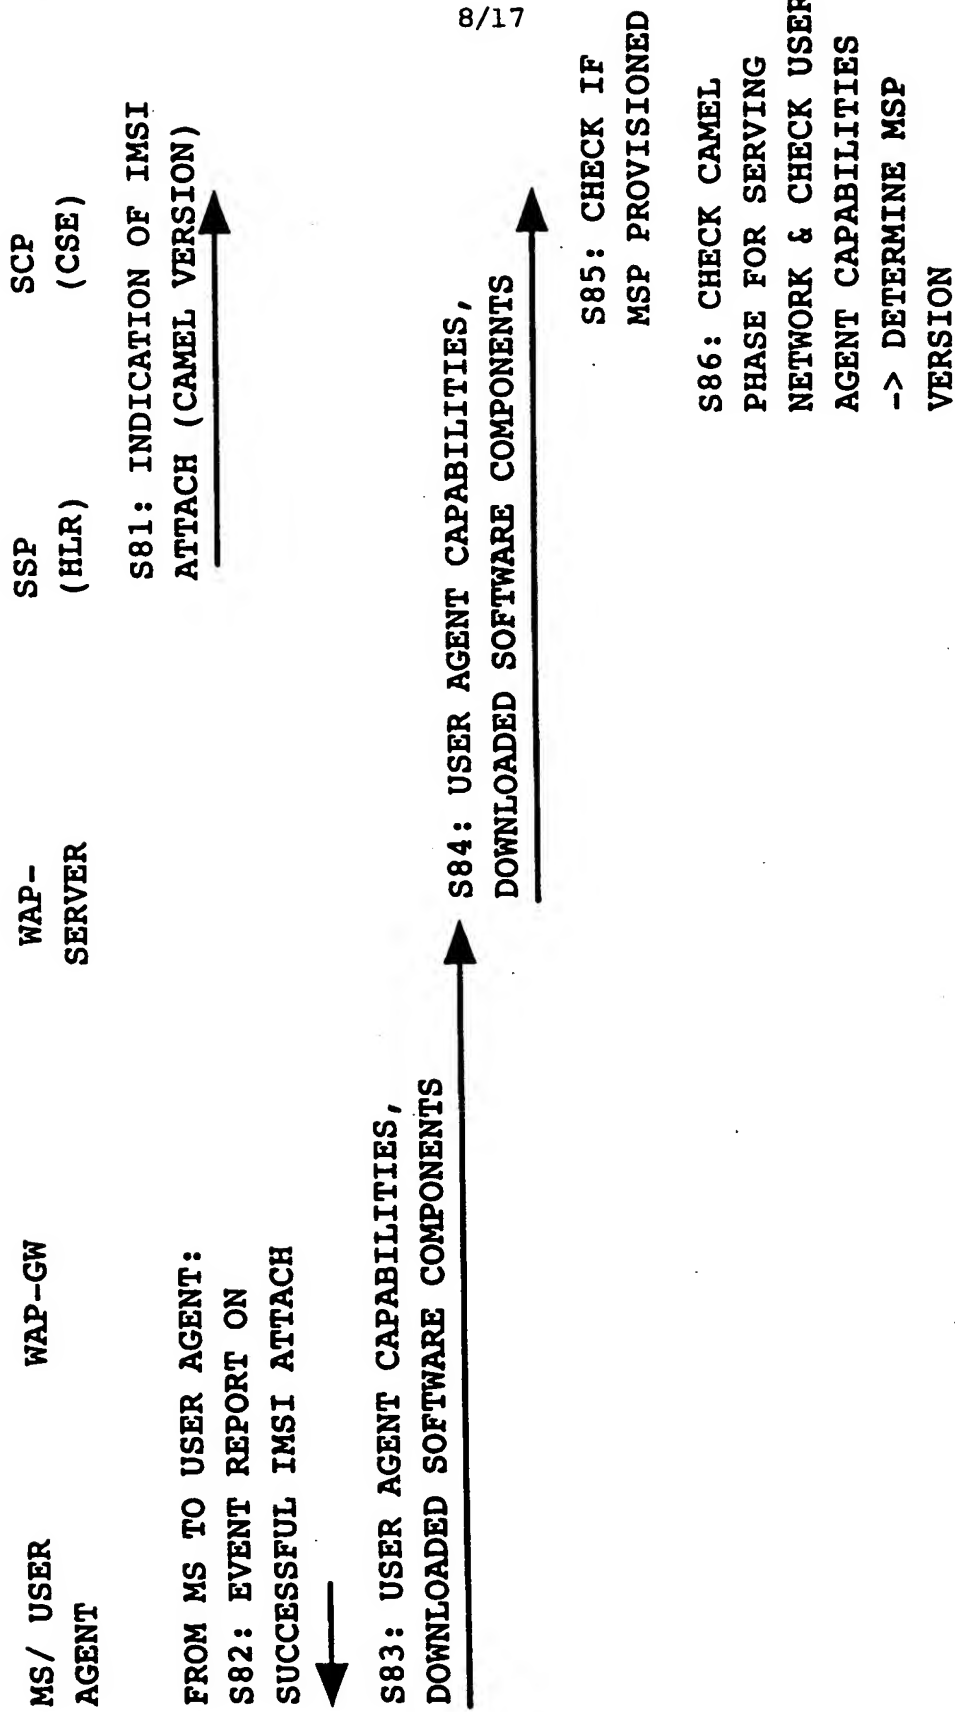 8/17
MS/ USER
AGENT
WAP-GW
WAP-
SERVER
SSP
(HLR)
SCP
(CSE)
S81: INDICATION OF IMSI
ATTACH (CAMEL VERSION)
FROM MS TO USER AGENT:
S82: EVENT REPORT ON
SUCCESSFUL IMSI ATTACH
S83: USER AGENT CAPABILITIES,
DOWNLOADED SOFTWARE COMPONENTS
S84: USER AGENT CAPABILITIES,
DOWNLOADED SOFTWARE COMPONENTS
S85: CHECK IF
MSP PROVISIONED
S86: CHECK CAMEL
PHASE FOR SERVING
NETWORK & CHECK USER
AGENT CAPABILITIES
-> DETERMINE MSP
VERSION